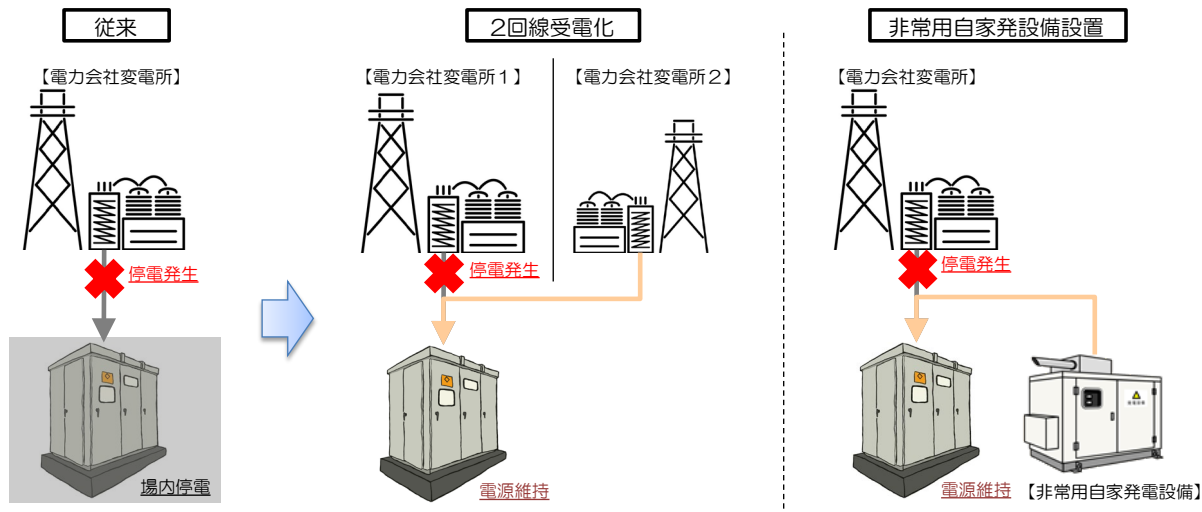 従来
【電力会社変電所】
停電発生
場内停電
2回線受電化
【電力会社変電所１】
【電力会社変電所２】
停電発生
電源維持
非常用自家発設備設置
【電力会社変電所】
停電発生
電源維持
【非常用自家発電設備】